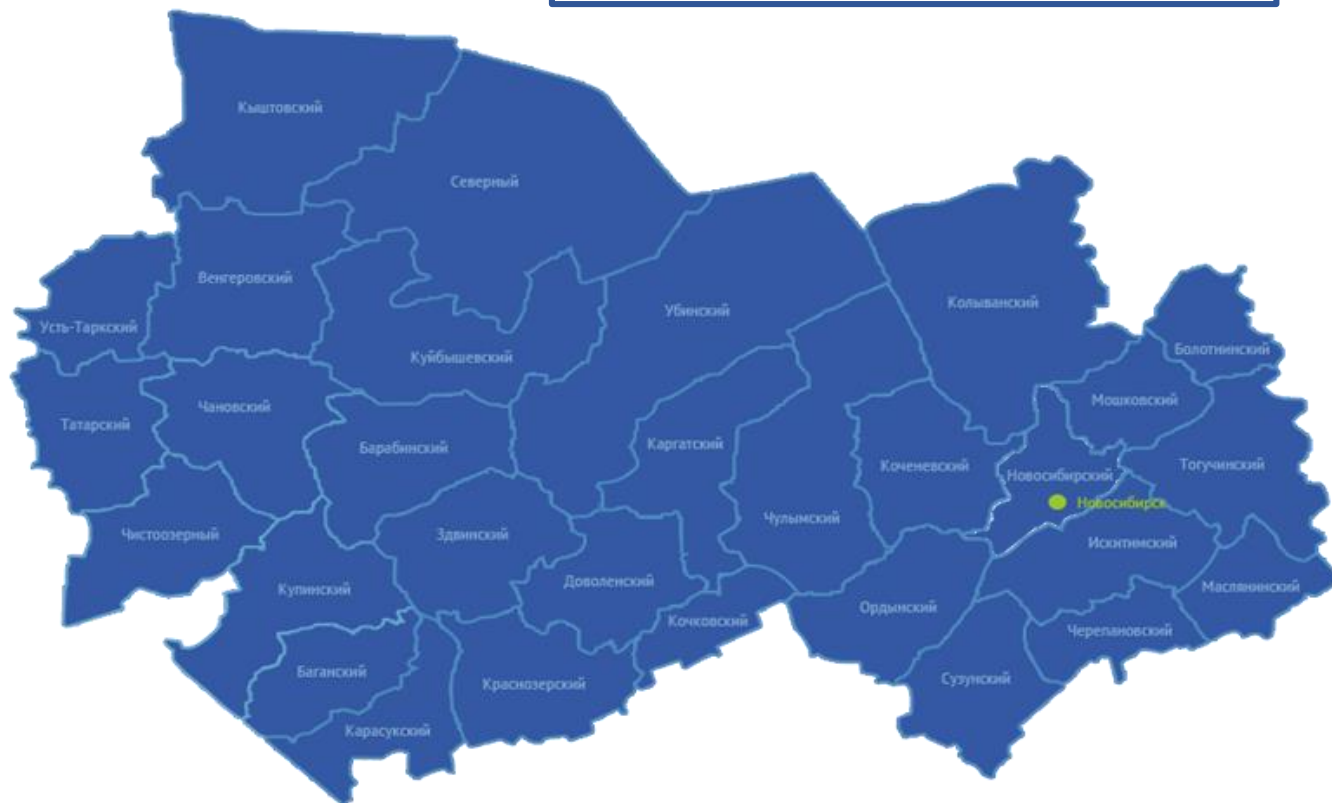 Кыштовский
Северный
Венгеровский
Усть-Таркский
Убинский
Колыванский
Куйбышевский
Болотнинский
Мошковский
Татарский
Чановский
Барабинский
Каргатский
Коченевский
Новосибирский
Тогучинский
Новосибирск
Чистоозерный
Здвинский
Чулымский
Искитимский
Купинский
Доволенский
Кочковский
Ордынский
Маслянинский
Черепановский
Баганский
Краснозерский
Сузунский
Карасукский